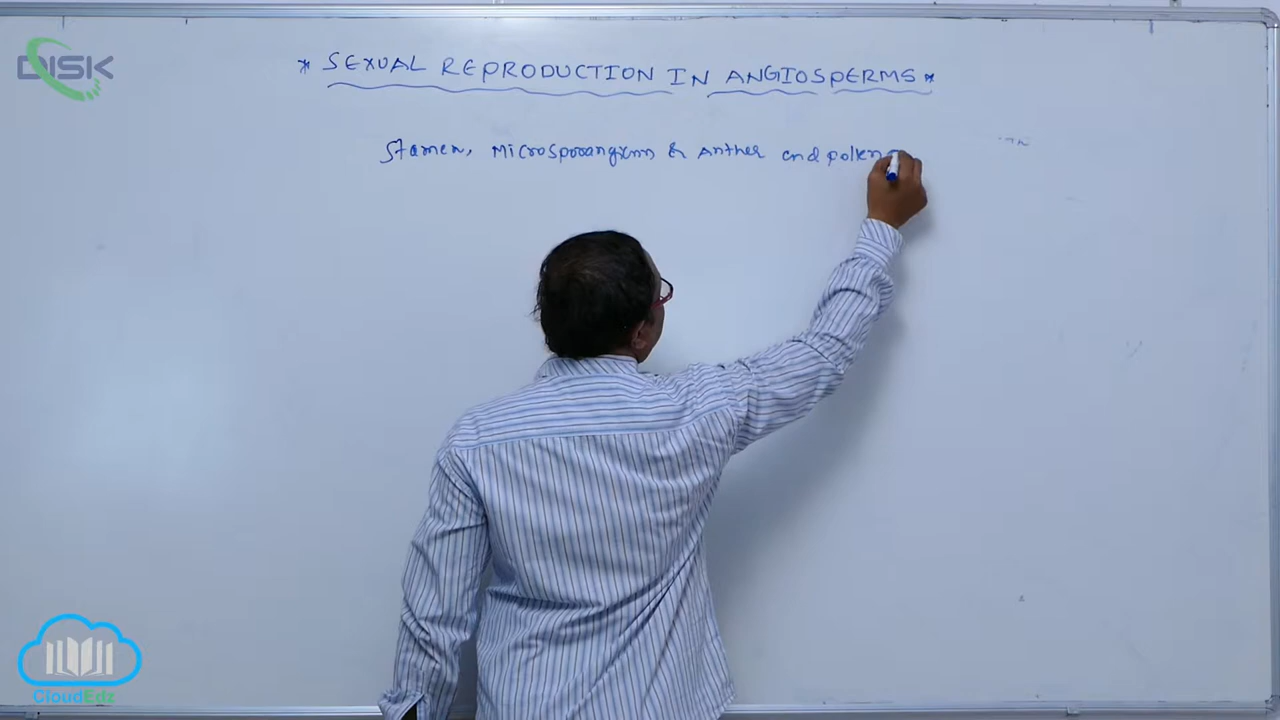 DISK
* SEXUAL REPRODUCTION IN ANGIOSPERMS *
Stamen, Microsporangium & Anther and pollen
CloudEdz